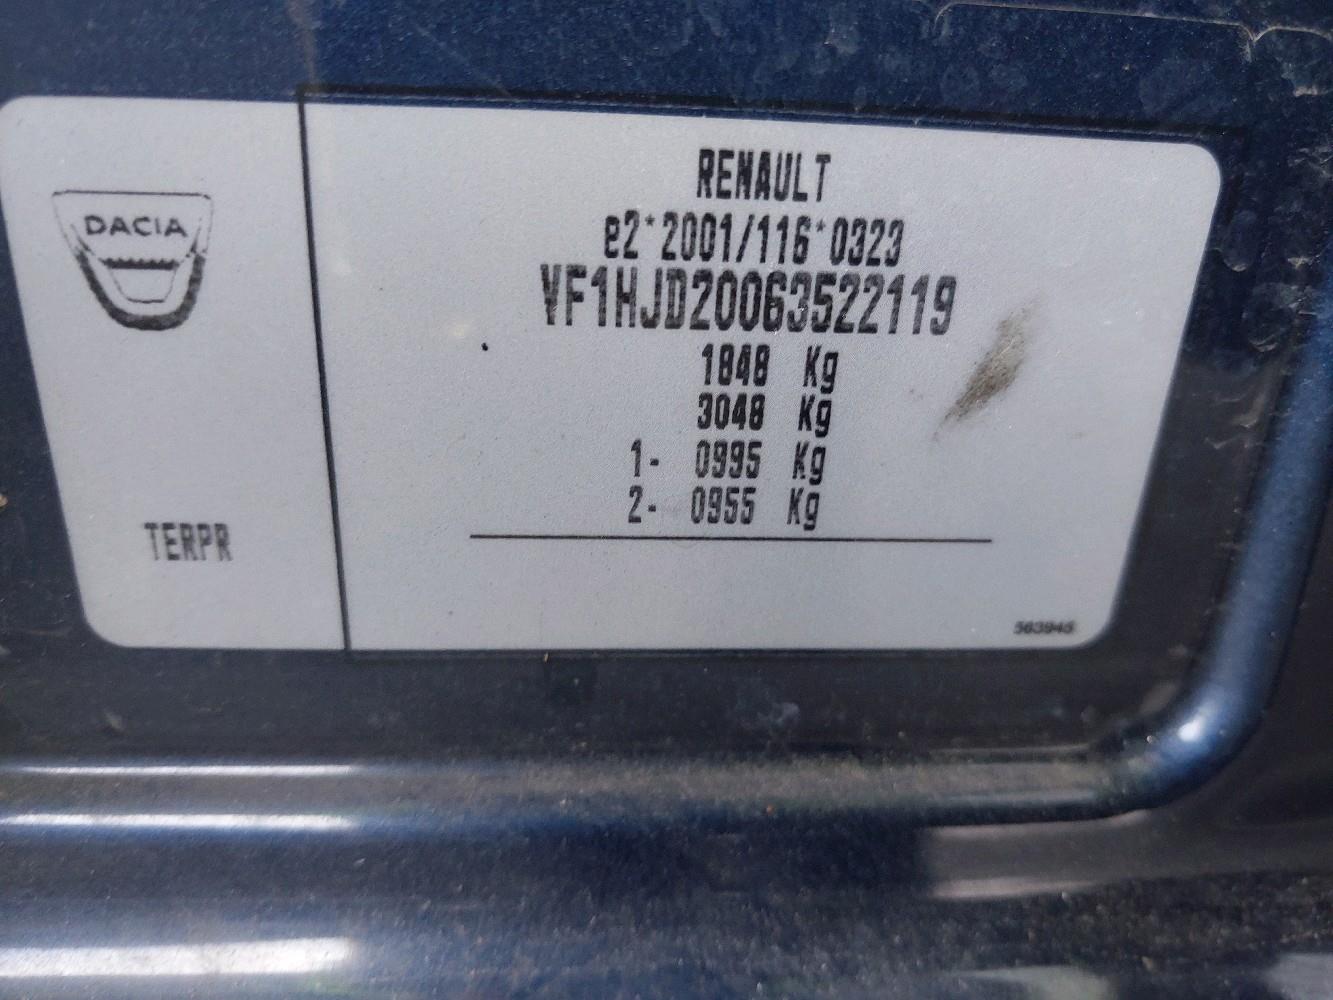 DACIA
TERPR
RENAULT
e2*2001/116*0323
VF1HJD20063522119
1848 Kg
3048 Kg
1- 0995 Kg
2- 0955 Kg
563945